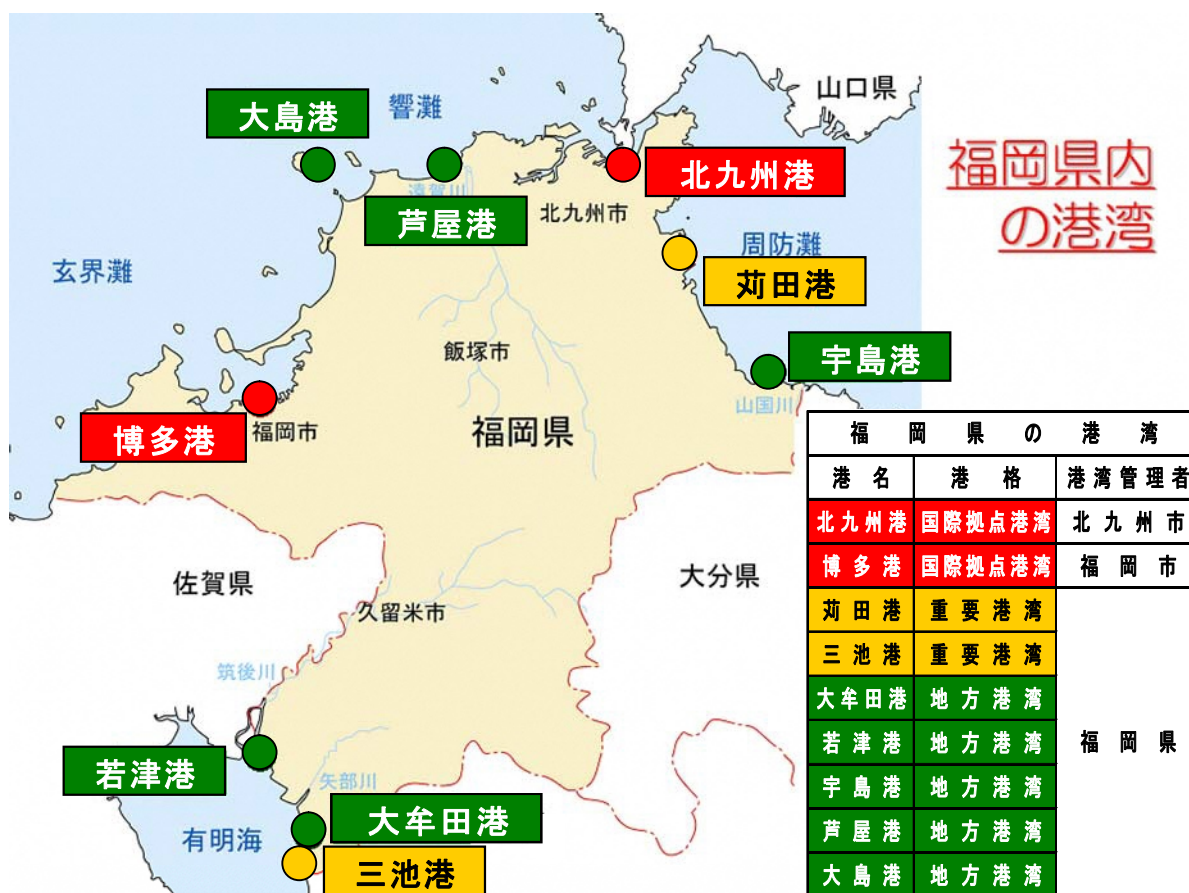 山口県
響灘
大島港
北九州港
福岡県内
の港湾
遠賀川
芦屋港
北九州市
周防灘
玄界灘
苅田港
飯塚市
宇島港
山国川
博多港
福岡市
福岡県
佐賀県
大分県
久留米市
筑後川
若津港
矢部川
大牟田港
有明海
三池港
福岡県の港湾
港名 港格 港湾管理者
北九州港 国際拠点港湾 北九州市
博多港 国際拠点港湾 福岡市
苅田港 重要港湾
三池港 重要港湾
大牟田港 地方港湾
若津港 地方港湾 福岡県
宇島港 地方港湾
芦屋港 地方港湾
大島港 地方港湾